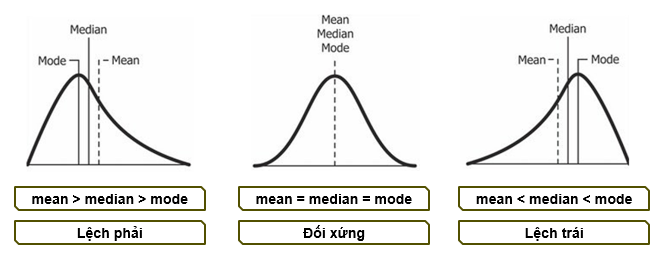 Median
Mode
Mean
mean > median > mode
Lệch phải
Mean
Median
Mode
mean = median = mode
Đối xứng
Median
Mean
Mode
mean < median < mode
Lệch trái